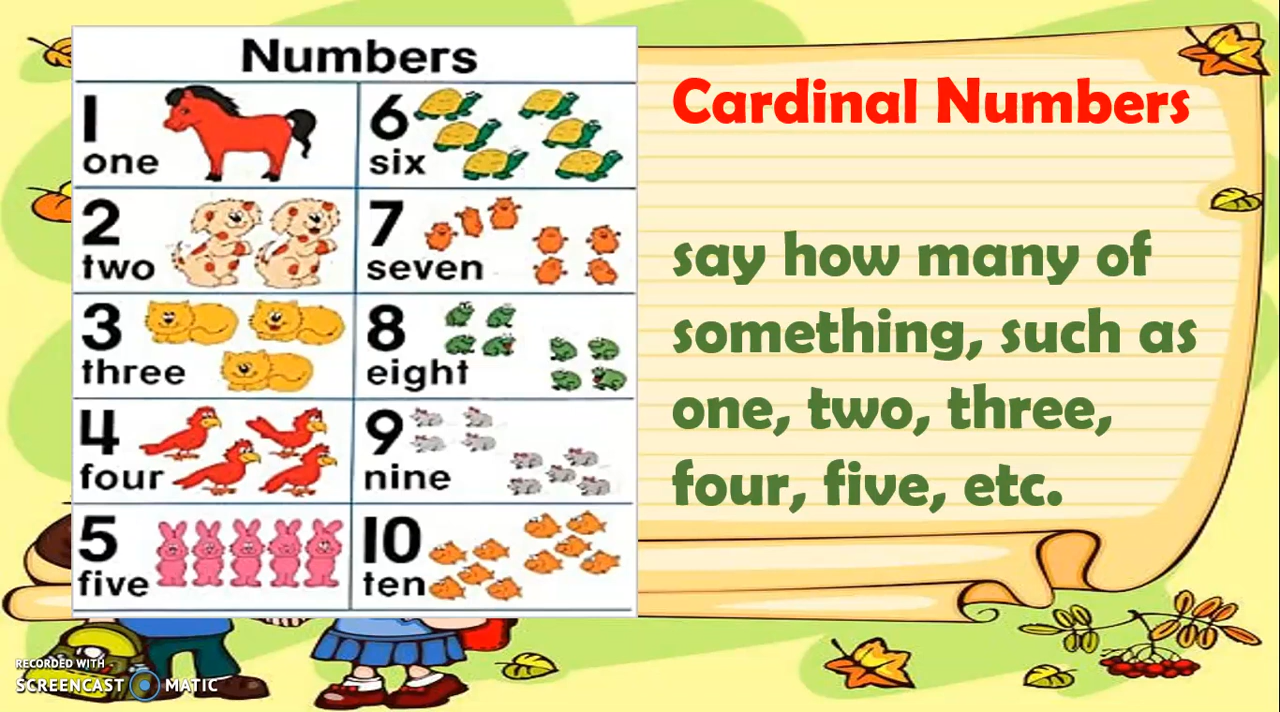 Numbers
1
one
2
two
3
three
4
four
5
five
6
six
7
seven
8
eight
9
nine
10
ten
Cardinal Numbers
say how many of
something, such as
one, two, three,
four, five, etc.
RECORDED WITH
SCREENCAST MATIC